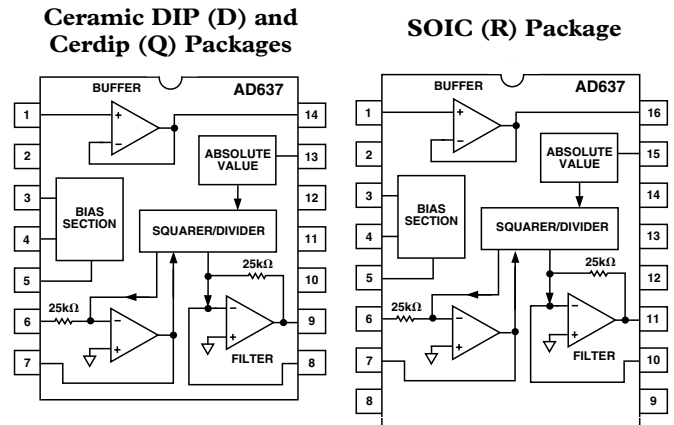 Ceramic DIP (D) and
Cerdip (Q) Packages
BUFFER
AD637
1
14
+
−
2
ABSOLUTE
VALUE
13
3
12
BIAS
SECTION
4
SQUARER/DIVIDER
11
5
25kΩ
10
25kΩ
6
−
+
−
+
9
7
FILTER
8
SOIC (R) Package
BUFFER
AD637
1
16
+
−
2
ABSOLUTE
VALUE
15
3
14
BIAS
SECTION
4
SQUARER/DIVIDER
13
5
25kΩ
12
25kΩ
6
−
+
−
+
11
7
FILTER
10
8
9